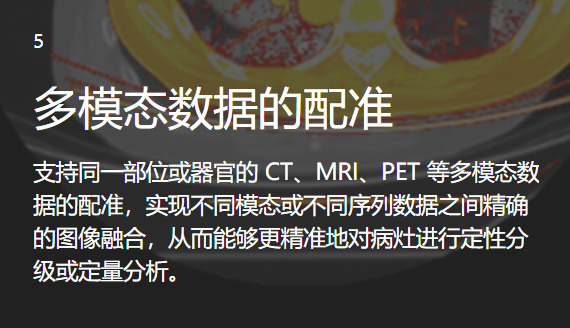 5
多模态数据的配准
支持同一部位或器官的 CT、MRI、PET 等多模态数
据的配准，实现不同模态或不同序列数据之间精确
的图像融合，从而能够更精准地对病灶进行定性分
级或定量分析。